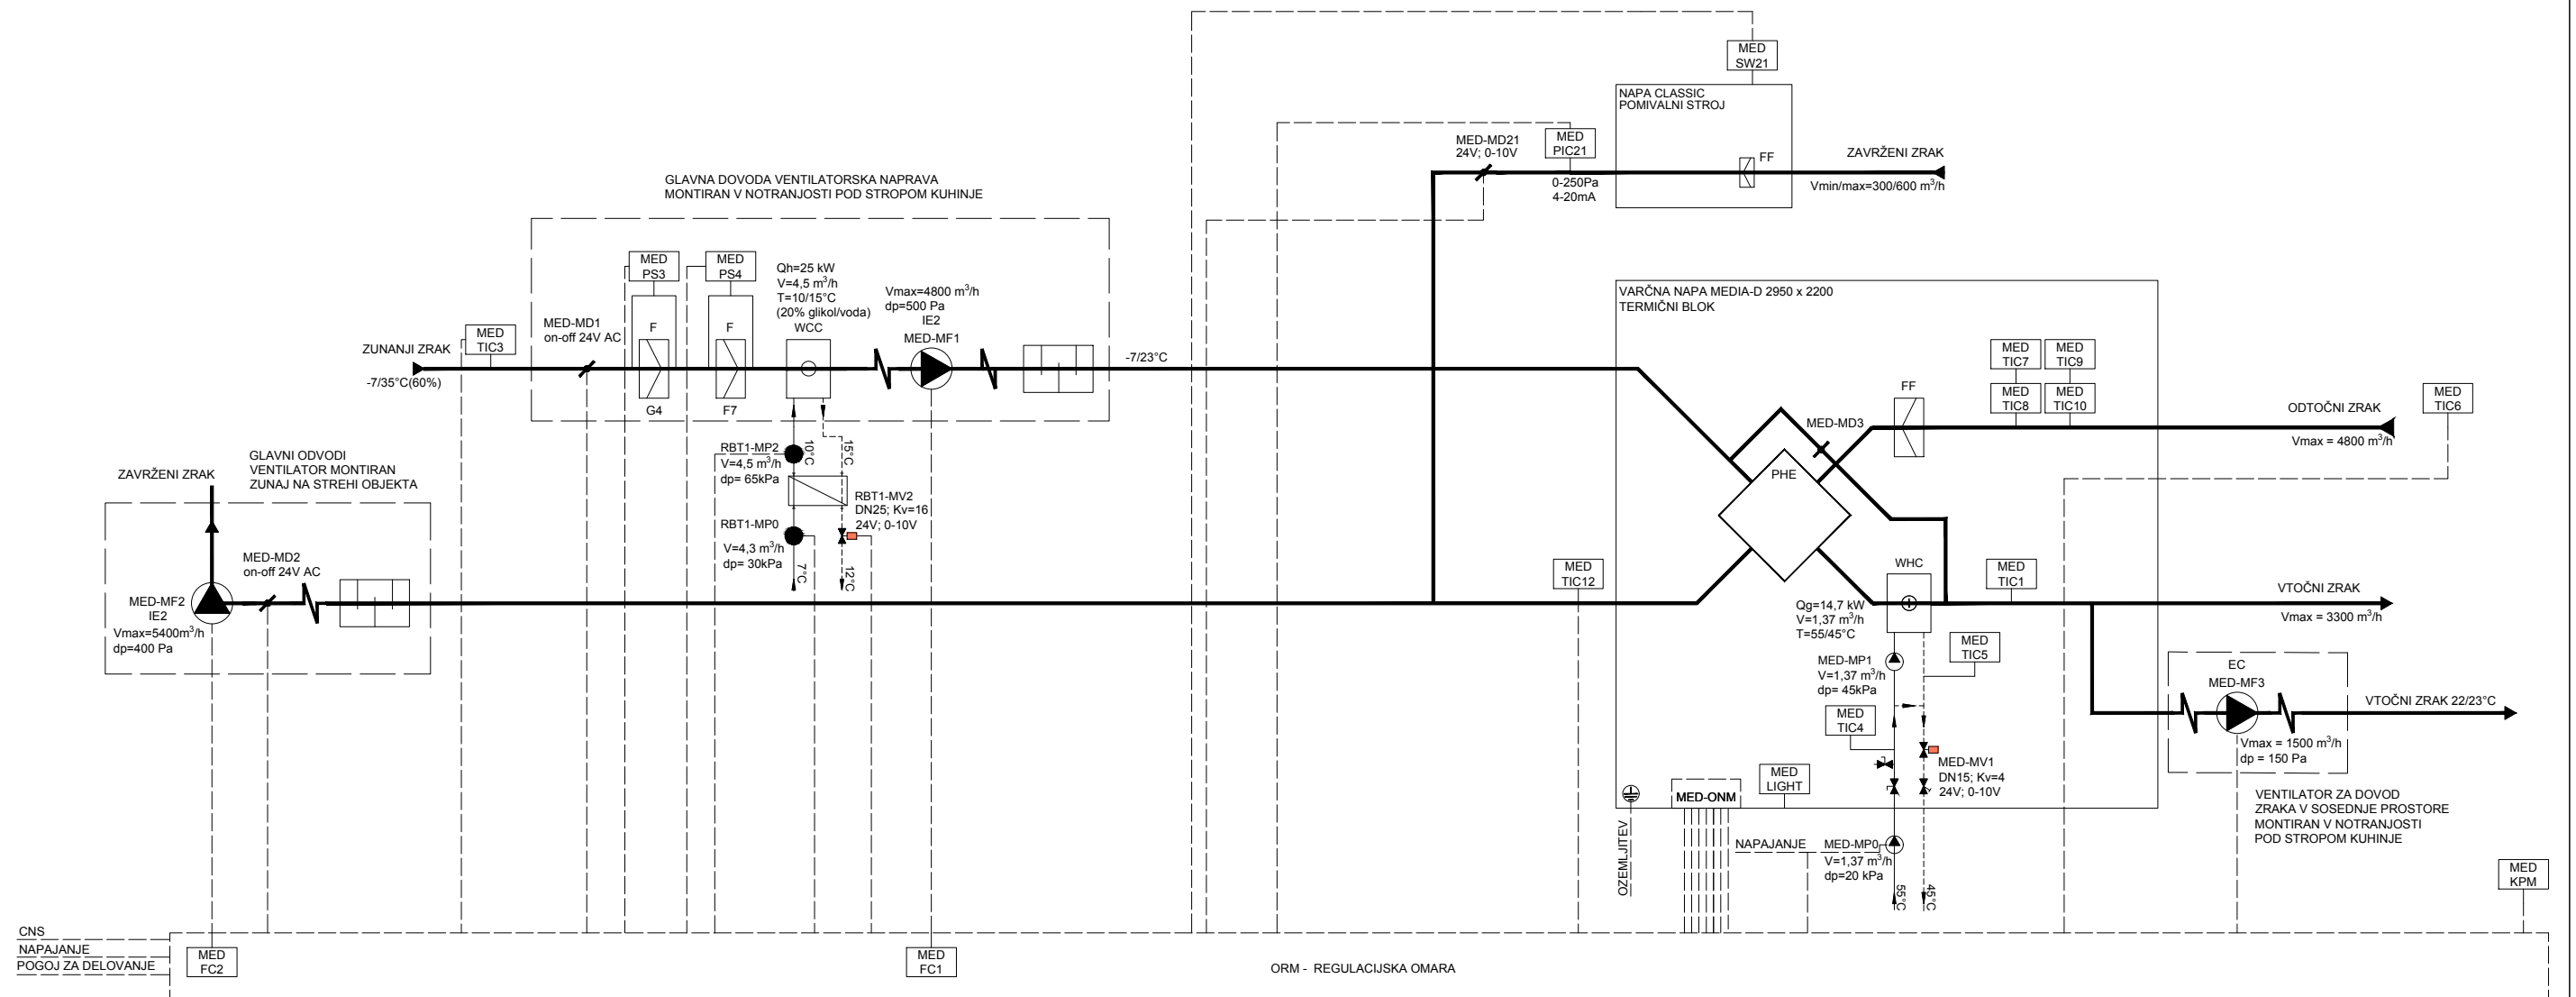 MED
SW21
NAPA CLASSIC
POMIVALNI STROJ
FF
ZAVRŽENI ZRAK
Vmin/max=300/600 m³/h
MED-MD21
24V; 0-10V
MED
PIC21
0-250Pa
4-20mA
GLAVNA DOVODA VENTILATORSKA NAPRAVA
MONTIRAN V NOTRANJOSTI POD STROPOM KUHINJE
MED
PS3
MED
PS4
Qh=25 kW
V=4,5 m³/h
T=10/15°C
(20% glikol/voda)
WCC
Vmax=4800 m³/h
dp=500 Pa
IE2
MED-MF1
MED-MD1
on-off 24V AC
F
F
G4
F7
MED
TIC3
ZUNANJI ZRAK
-7/35°C(60%)
-7/23°C
VARČNA NAPA MEDIA-D 2950 x 2200
TERMIČNI BLOK
MED
TIC7
MED
TIC9
MED
TIC8
MED
TIC10
FF
MED-MD3
ODTOČNI ZRAK
Vmax = 4800 m³/h
MED
TIC6
PHE
RBT1-MP2
V=4,5 m³/h
dp= 65kPa
10°C
15°C
RBT1-MV2
DN25; Kv=16
24V; 0-10V
RBT1-MP0
V=4,3 m³/h
dp= 30kPa
7°C
12°C
ZAVRŽENI ZRAK
GLAVNI ODVODI
VENTILATOR MONTIRAN
ZUNAJ NA STREHI OBJEKTA
MED-MD2
on-off 24V AC
MED-MF2
IE2
Vmax=5400m³/h
dp=400 Pa
MED
TIC12
WHC
MED
TIC1
VTOČNI ZRAK
Vmax = 3300 m³/h
Qg=14,7 kW
V=1,37 m³/h
T=55/45°C
MED
TIC5
MED-MP1
V=1,37 m³/h
dp= 45kPa
MED
TIC4
MED-MV1
DN15; Kv=4
24V; 0-10V
EC
MED-MF3
VTOČNI ZRAK 22/23°C
Vmax = 1500 m³/h
dp = 150 Pa
VENTILATOR ZA DOVOD
ZRAKA V SOSEDNJE PROSTORE
MONTIRAN V NOTRANJOSTI
POD STROPOM KUHINJE
MED
LIGHT
MED-ONM
OZEMLJITEV
NAPAJANJE
MED-MP0
V=1,37 m³/h
dp=20 kPa
55°C
45°C
MED
KPM
CNS
NAPAJANJE
POGOJ ZA DELOVANJE
MED
FC2
MED
FC1
ORM - REGULACIJSKA OMARA